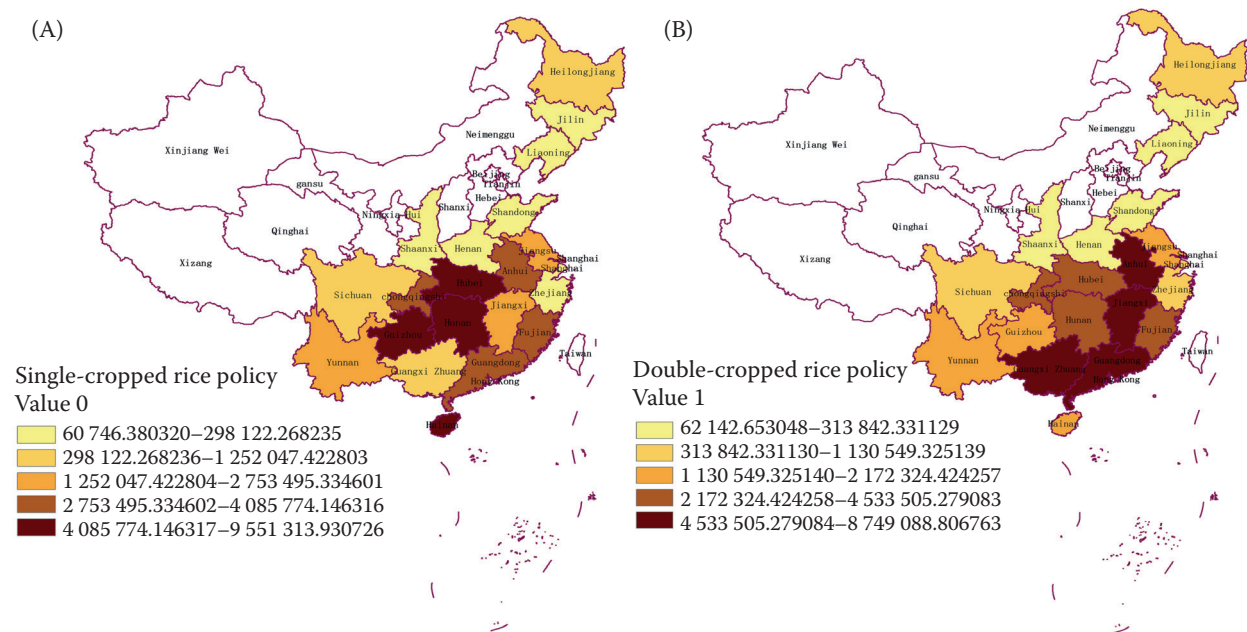 (A)
Heilongjiang
Jilin
Liaoning
Neimenggu
Xinjiang Wei
Beijing
Tianjin
gansu
Hebei
Shanxi
Ningxia
Hui
Shandong
Qinghai
Shaanxi
Henan
Jiangsu
Shanghai
Shanghai
Xizang
Anhui
Hubei
Sichuan
chongqingshi
Zhejiang
Jiangxi
Hunan
Guizhou
Fujian
Yunnan
Taiwan
Guangdong
Guangxi Zhuang
Hong Kong
Hainan
Single-cropped rice policy
Value 0
60 746.380320–298 122.268235
298 122.268236–1 252 047.422803
1 252 047.422804–2 753 495.334601
2 753 495.334602–4 085 774.146316
4 085 774.146317–9 551 313.930726
(B)
Heilongjiang
Jilin
Liaoning
Neimenggu
Xinjiang Wei
Beijing
Tianjin
gansu
Hebei
Shanxi
Ningxia
Hui
Shandong
Qinghai
Shaanxi
Henan
Jiangsu
Shanghai
Shanghai
Xizang
Anhui
Hubei
Sichuan
chongqingshi
Zhejiang
Jiangxi
Hunan
Guizhou
Fujian
Yunnan
Taiwan
Guangdong
Guangxi Zhuang
Hong Kong
Hainan
Double-cropped rice policy
Value 1
62 142.653048–313 842.331129
313 842.331130–1 130 549.325139
1 130 549.325140–2 172 324.424257
2 172 324.424258–4 533 505.279083
4 533 505.279084–8 749 088.806763